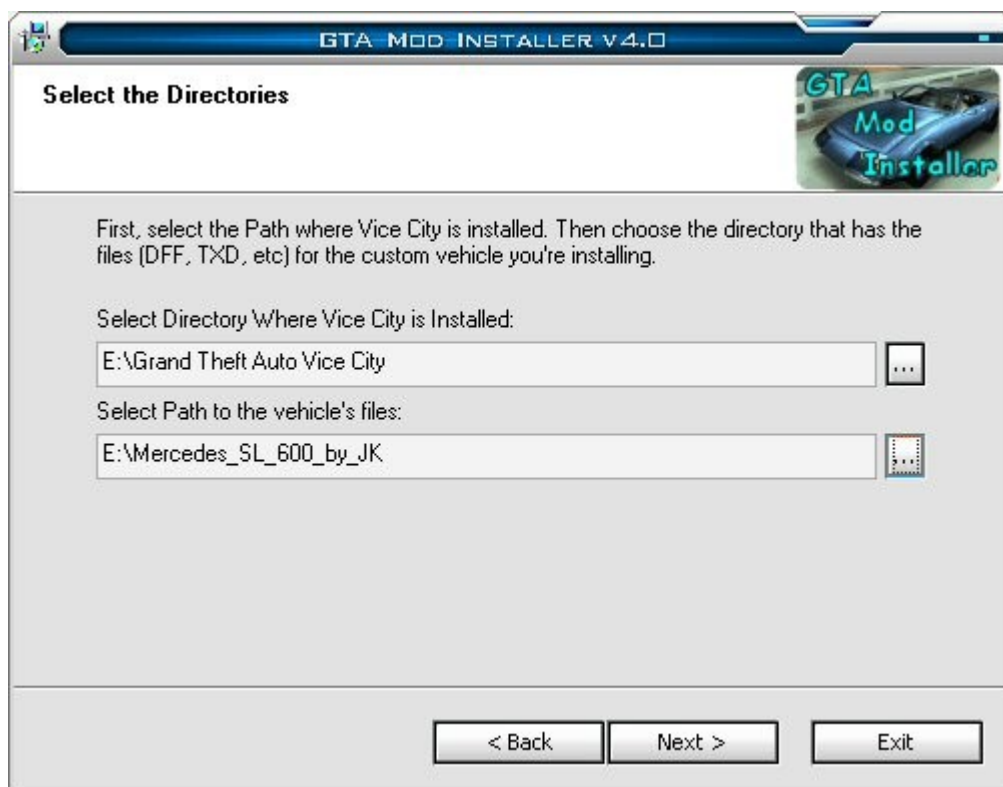 GTA Mod Installer v4.0
Select the Directories
GTA
Mod
Installer
First, select the Path where Vice City is installed. Then choose the directory that has the
files (DFF, TXD, etc) for the custom vehicle you're installing.
Select Directory Where Vice City is Installed:
E:\Grand Theft Auto Vice City
...
Select Path to the vehicle's files:
E:\Mercedes_SL_600_by_JK
...
< Back
Next >
Exit